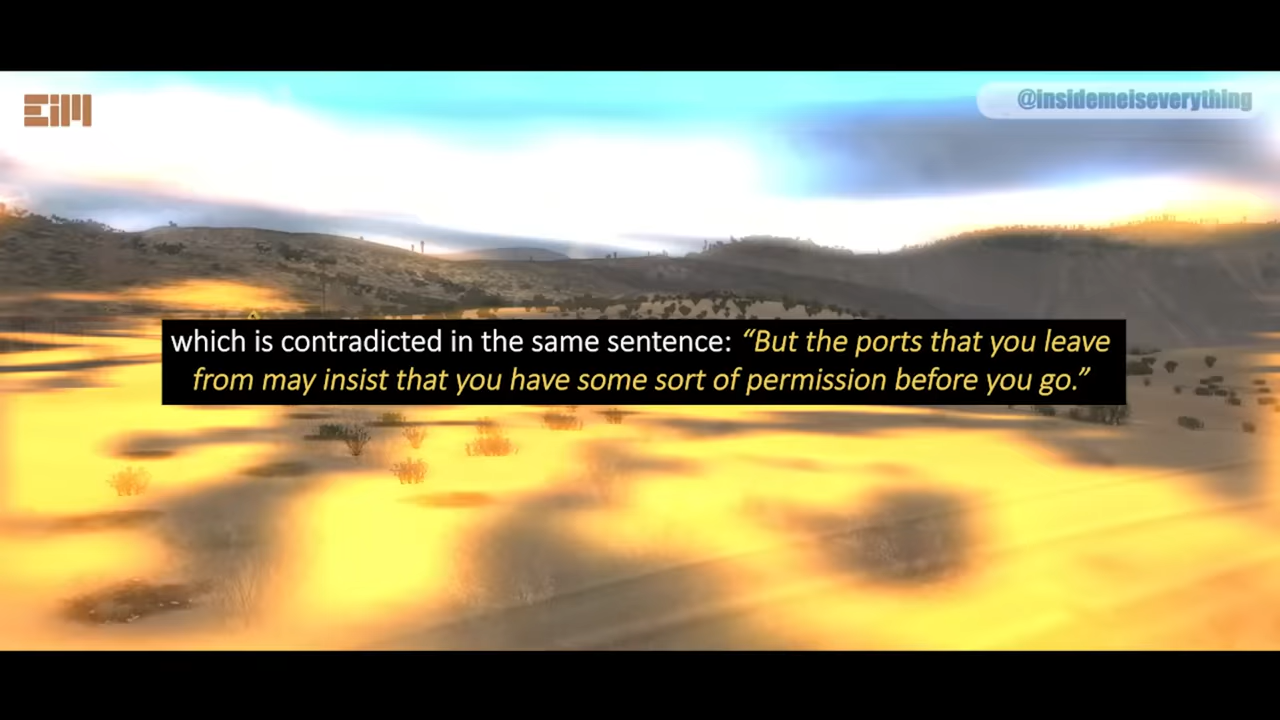 EiM
@insidemeiseverything
which is contradicted in the same sentence: “But the ports that you leave
from may insist that you have some sort of permission before you go.”